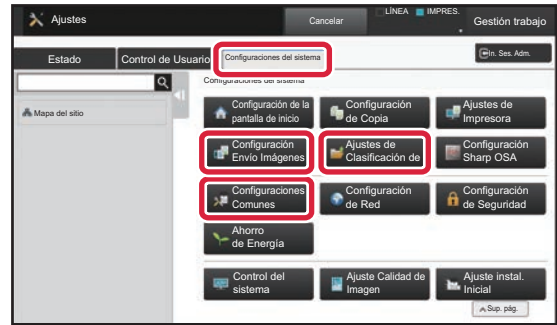 Ajustes
Cancelar
LÍNEA
IMPRES.
Gestión trabajo
Estado
Control de Usuario
Configuraciones del sistema
In. Ses. Adm.
Configuraciones del sistema
Mapa del sitio
Configuración de la
pantalla de inicio
Configuración
de Copia
Ajustes de
Impresora
Configuración
Envío Imágenes
Ajustes de
Clasificación de
Configuración
Sharp OSA
Configuraciones
Comunes
Configuración
de Red
Configuración
de Seguridad
Ahorro
de Energía
Control del
sistema
Ajuste Calidad de
Imagen
Ajuste instal.
Inicial
Sup. pág.